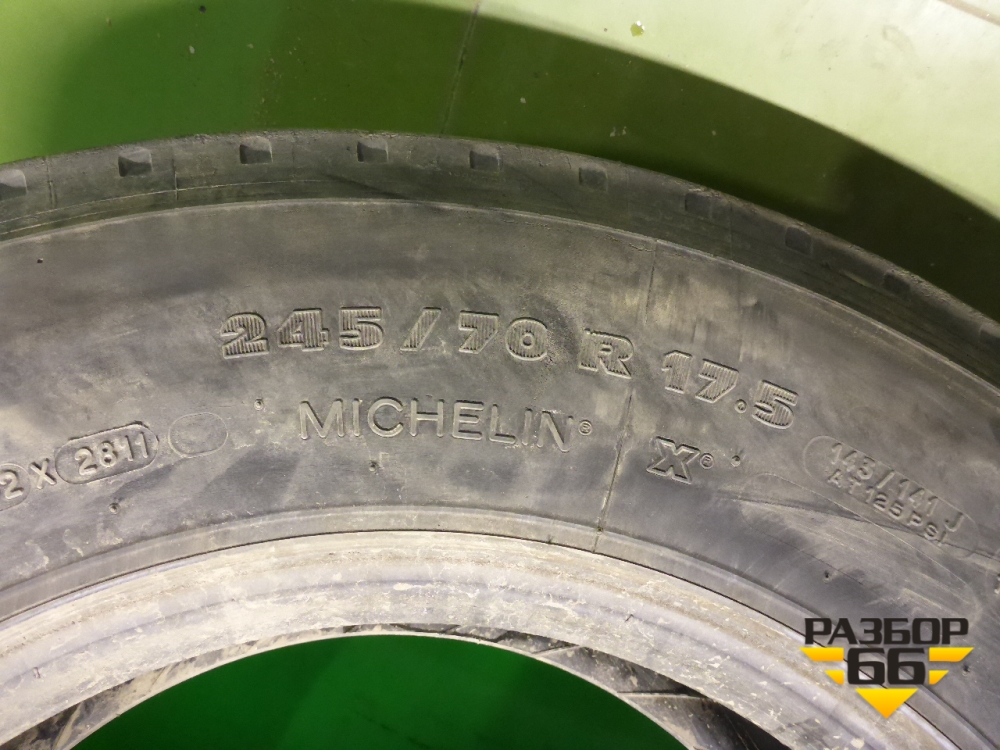 245/70 R 17.5
MICHELIN® X®
2X 2811
143/141 J
AT 125 PSI
РАЗБОР
66